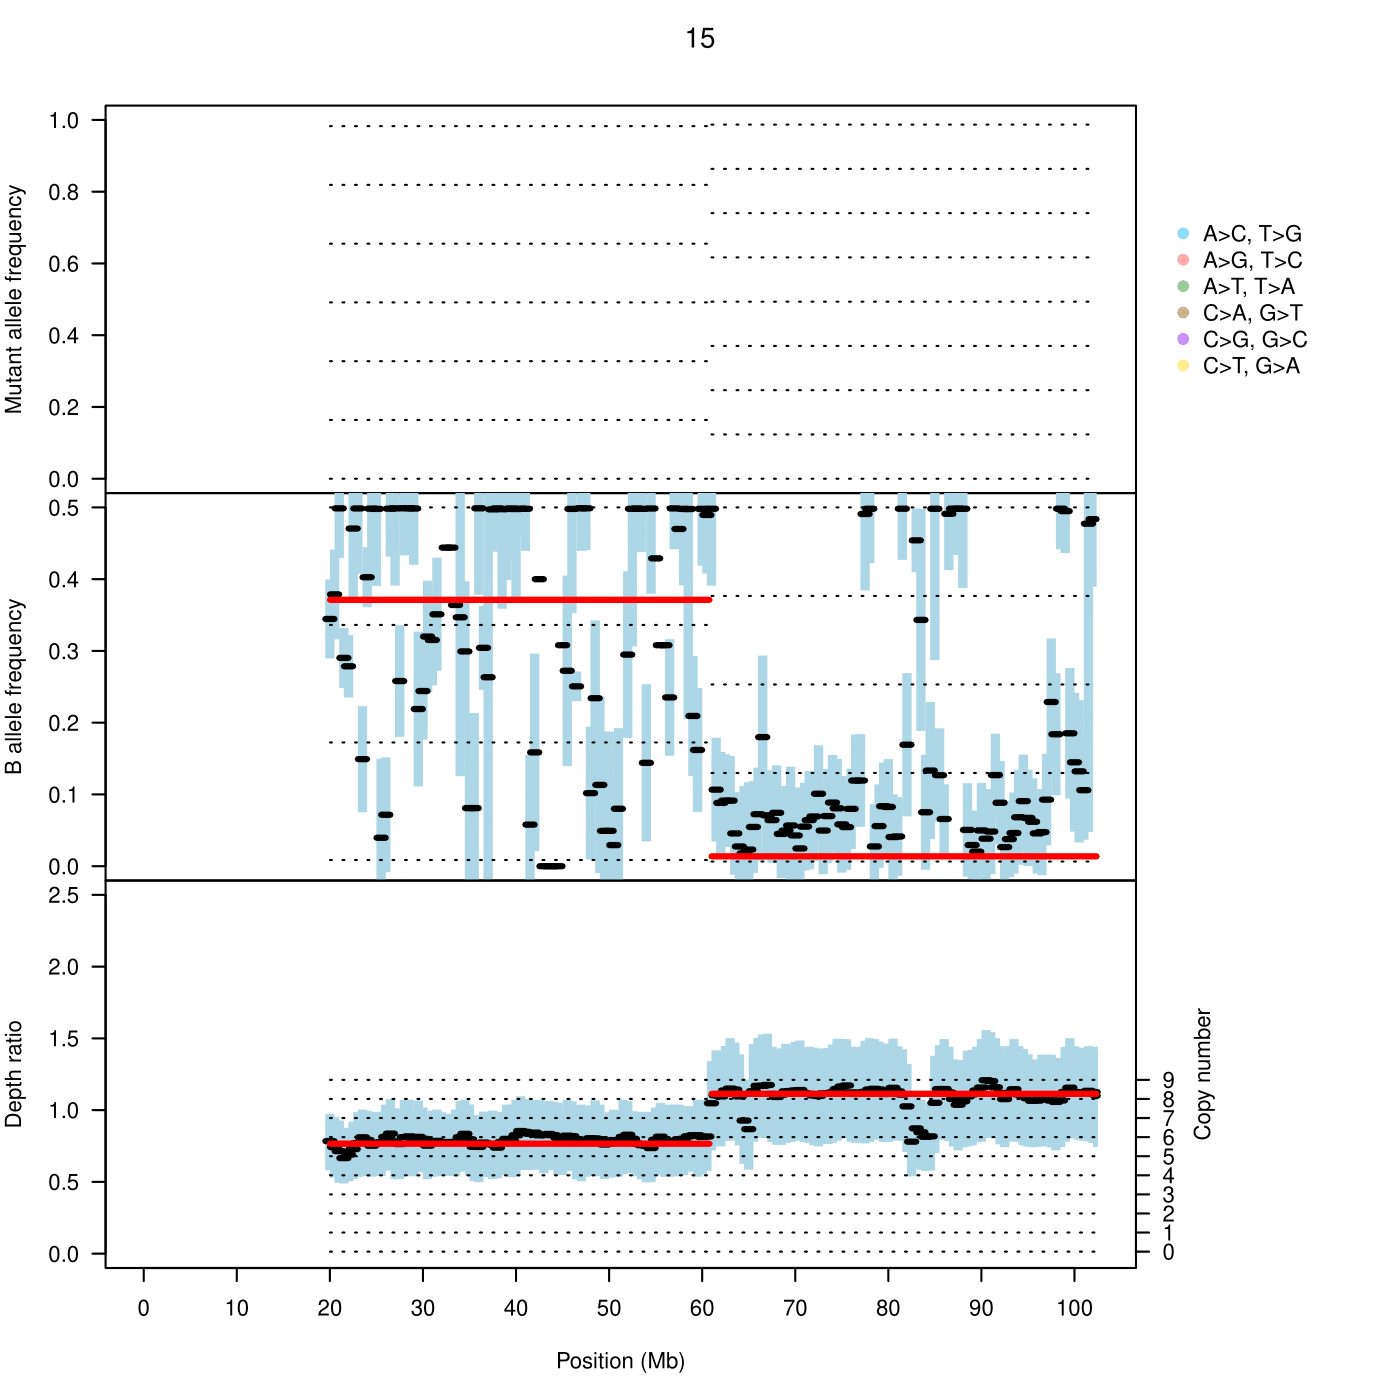 15
Mutant allele frequency
1.0
0.8
0.6
0.4
0.2
0.0
A>C, T>G
A>G, T>C
A>T, T>A
C>A, G>T
C>G, G>C
C>T, G>A
B allele frequency
0.5
0.4
0.3
0.2
0.1
0.0
Depth ratio
2.5
2.0
1.5
1.0
0.5
0.0
Copy number
9
8
7
6
5
4
3
2
1
0
0 10 20 30 40 50 60 70 80 90 100
Position (Mb)